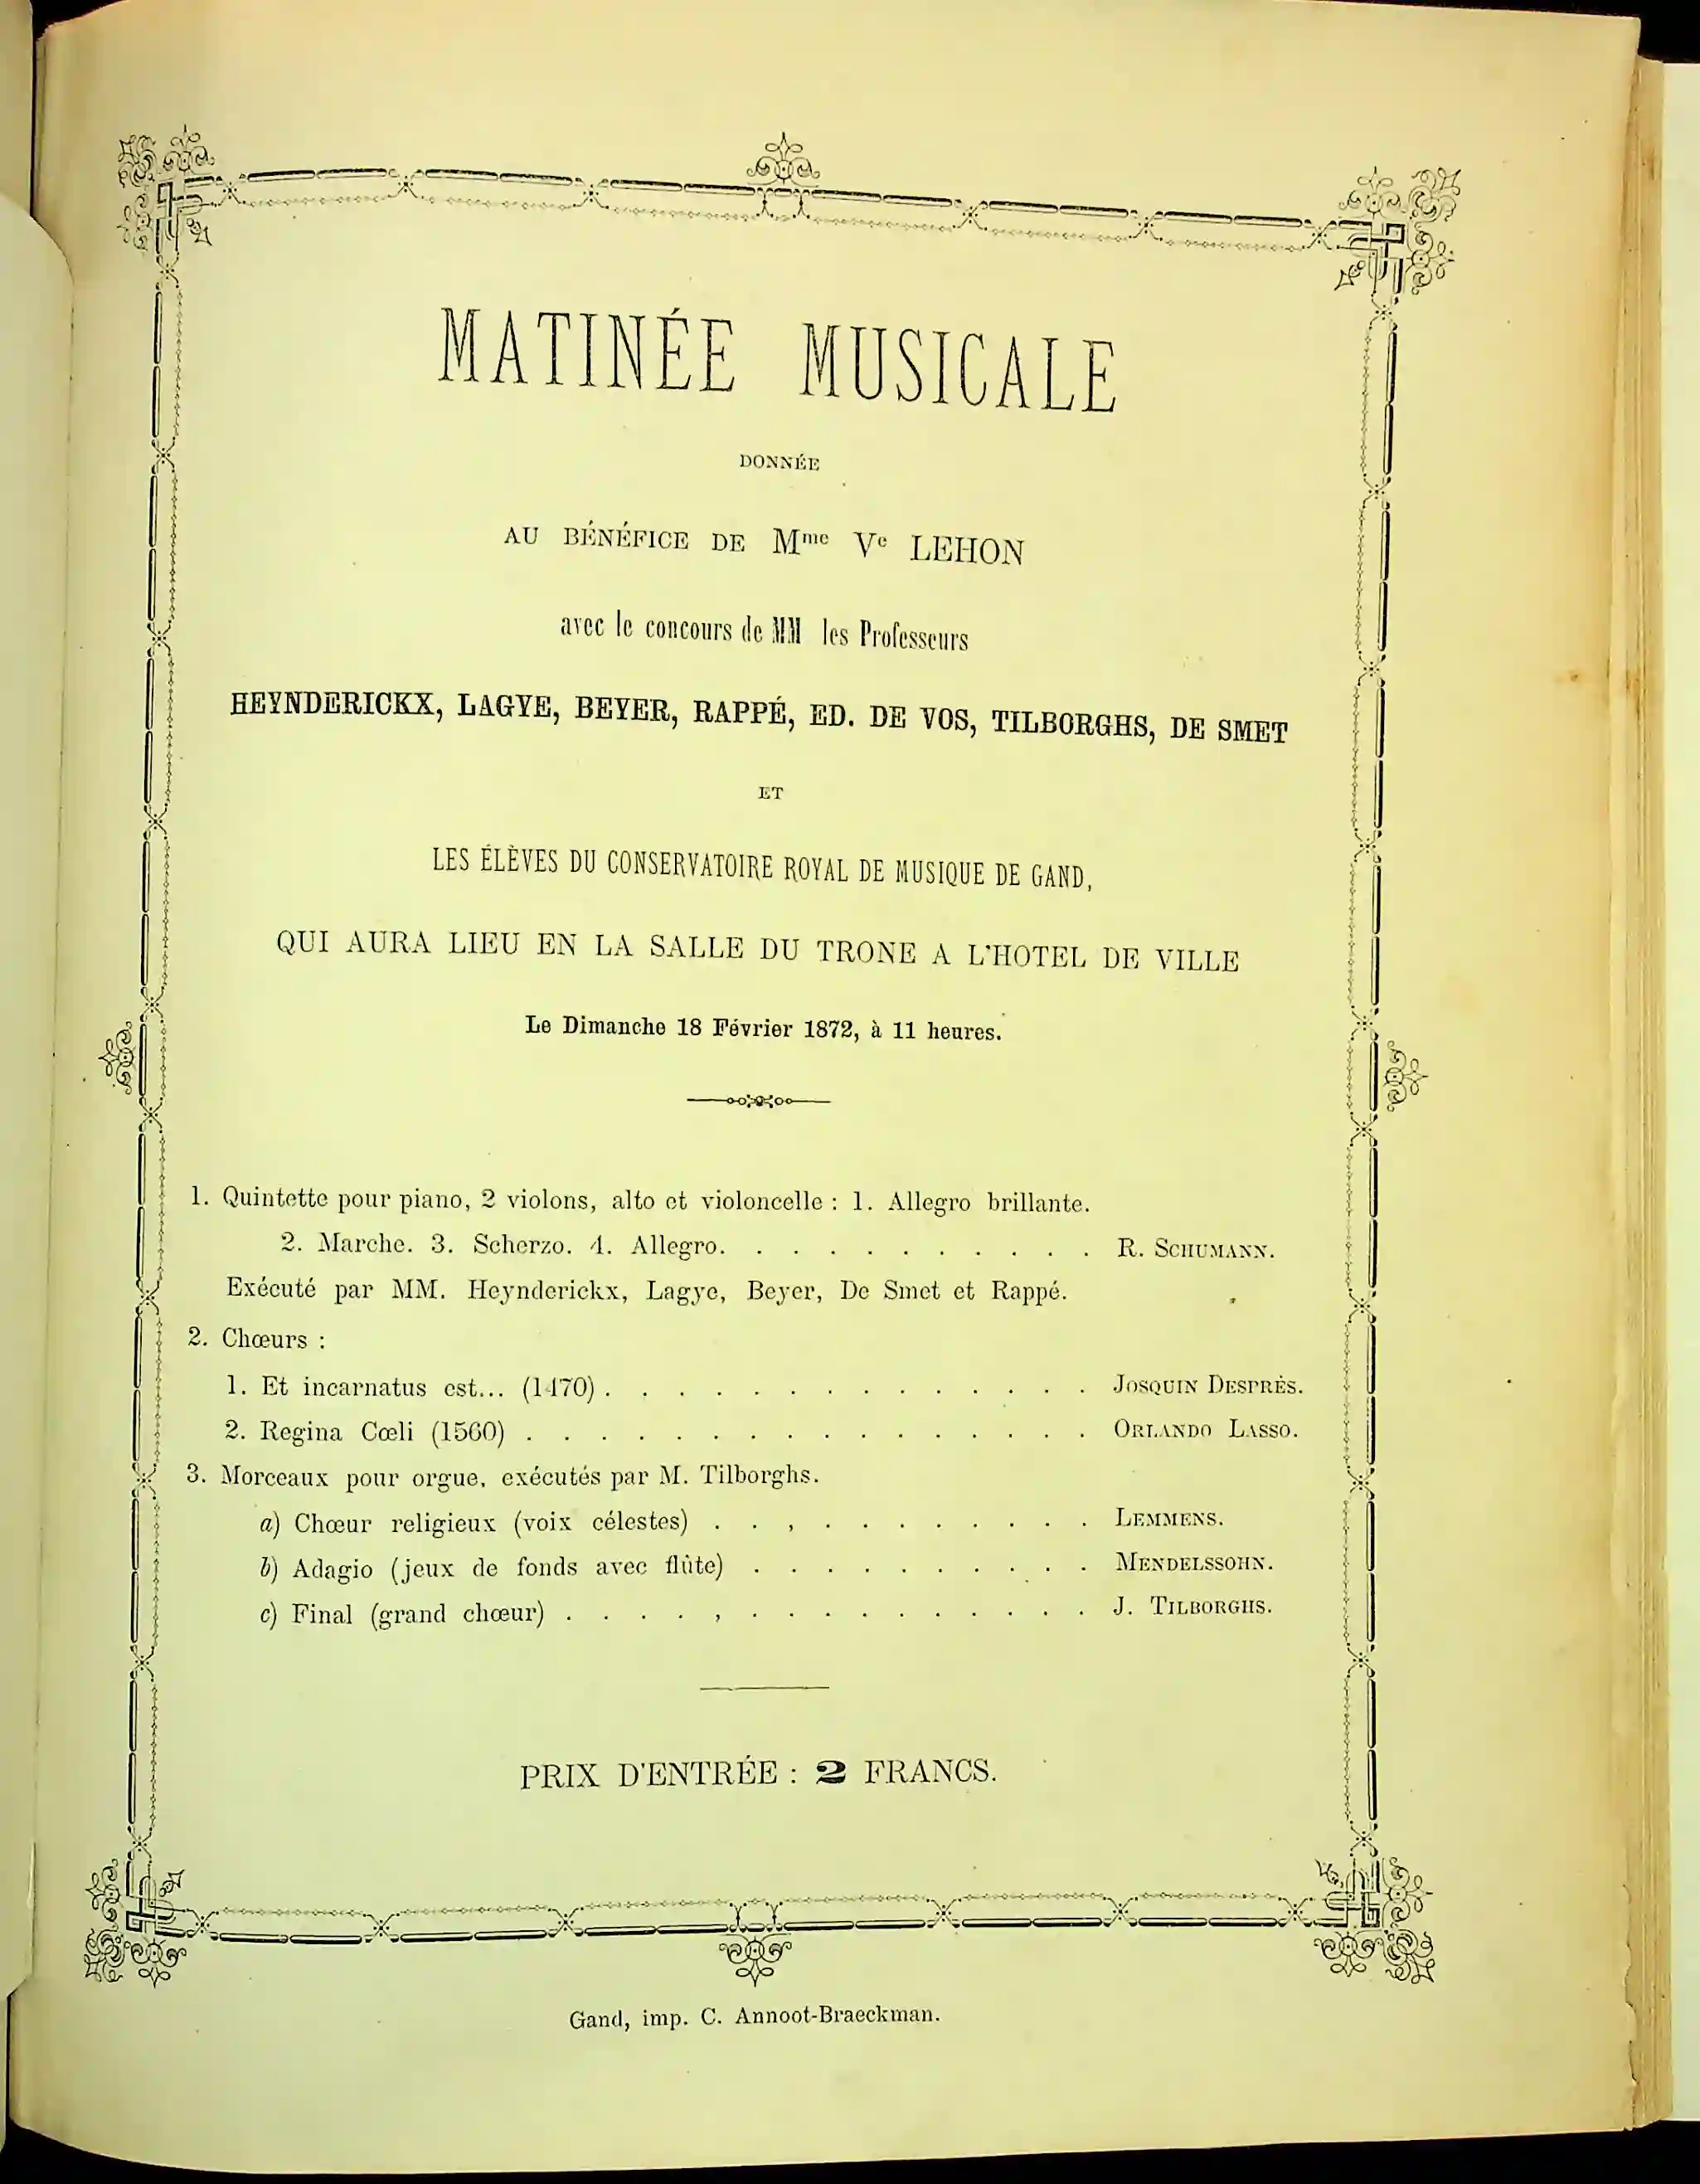 MATINÉE MUSICALE
DONNÉE
AU BÉNÉFICE DE Mme Ve LEHON
avec le concours de MM les Professeurs
HEYNDERICKX, LAGYE, BEYER, RAPPÉ, ED. DE VOS, TILBORGHS, DE SMET
ET
LES ÉLÈVES DU CONSERVATOIRE ROYAL DE MUSIQUE DE GAND,
QUI AURA LIEU EN LA SALLE DU TRONE A L'HOTEL DE VILLE
Le Dimanche 18 Février 1872, à 11 heures.
1. Quintette pour piano, 2 violons, alto et violoncelle : 1. Allegro brillante.
2. Marche. 3. Scherzo. 4. Allegro. . . . . . . . . . . R. SCHUMANN.
Exécuté par MM. Heynderickx, Lagye, Beyer, De Smet et Rappé.
2. Chœurs :
1. Et incarnatus est... (1470) . . . . . . . . . . . . . . JOSQUIN DESPRÈS.
2. Regina Cœli (1560) . . . . . . . . . . . . . . . . ORLANDO LASSO.
3. Morceaux pour orgue, exécutés par M. Tilborghs.
a) Chœur religieux (voix célestes) . . , . . . . . . . . LEMMENS.
b) Adagio (jeux de fonds avec flûte) . . . . . . . . . . MENDELSSOHN.
c) Final (grand chœur) . . . . , . . . . . . . . . . J. TILBORGHS.
PRIX D'ENTRÉE : 2 FRANCS.
Gand, imp. C. Annoot-Braeckman.